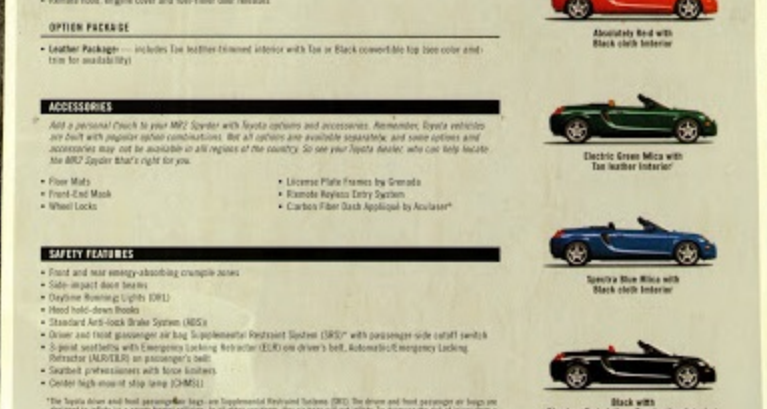 OPTION PACKAGE
• Leather Package — includes Tan leather-trimmed interior with Tan or Black convertible top (see color and
trim for availability)
ACCESSORIES
Add a personal touch to your MR2 Spyder with Toyota options and accessories. Remember, Toyota vehicles
are built with popular option combinations. Not all options are available separately, and some options and
accessories may not be available in all regions of the country. So see your Toyota dealer, who can help locate
the MR2 Spyder that's right for you.
• Floor Mats
• Front-End Mask
• Wheel Locks
• License Plate Frames by Grenada
• Remote Keyless Entry System
• Carbon Fiber Dash Appliqué by Aculaser®
SAFETY FEATURES
• Front and rear energy-absorbing crumple zones
• Side-impact door beams
• Daytime Running Lights (DRL)
• Hood hold-down hooks
• Standard Anti-lock Brake System (ABS)
• Driver and front passenger air bag Supplemental Restraint System (SRS)* with passenger-side cutoff switch
• 3-point seatbelts with Emergency Locking Retractor (ELR) on driver's belt, Automatic/Emergency Locking
Retractor (ALR/ELR) on passenger's belt
• Seatbelt pretensioners with force limiters
• Center high-mount stop lamp (CHMSL)
*The Toyota driver and front passenger air bags are Supplemental Restraint Systems (SRS). The driver and front passenger air bags are
Absolutely Red with
Black cloth Interior
Electric Green Mica with
Tan leather Interior
Spectra Blue Mica with
Black cloth Interior
Black with